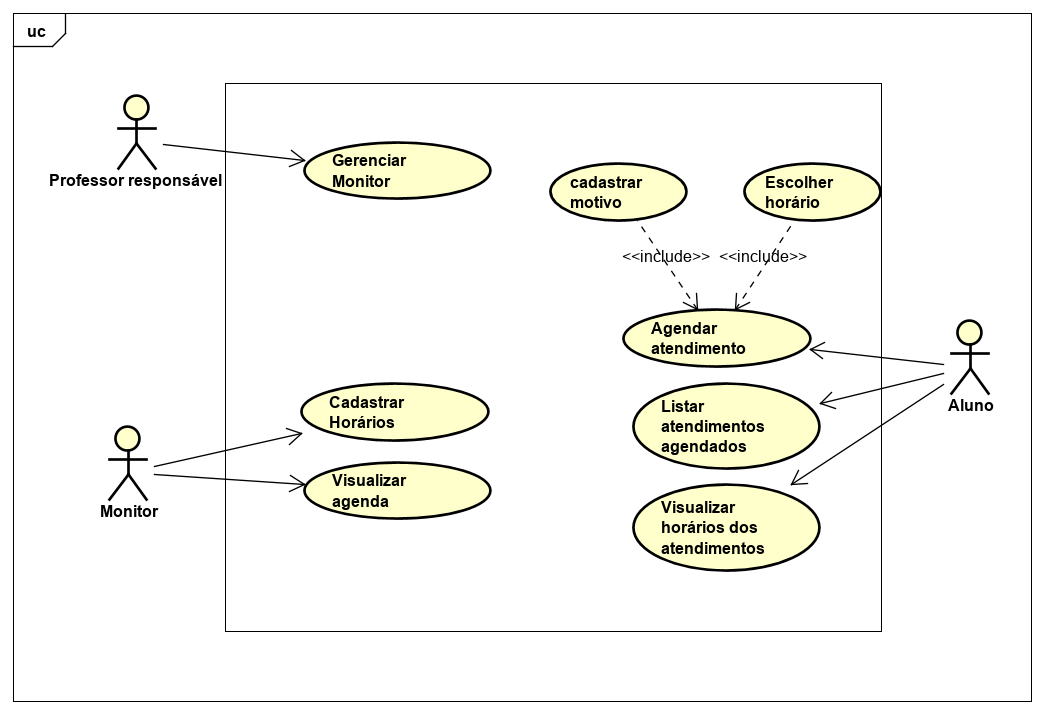 uc
Professor responsável
Gerenciar
Monitor
cadastrar
motivo
Escolher
horário
<<include>>
<<include>>
Agendar
atendimento
Aluno
Cadastrar
Horários
Listar
atendimentos
agendados
Monitor
Visualizar
agenda
Visualizar
horários dos
atendimentos